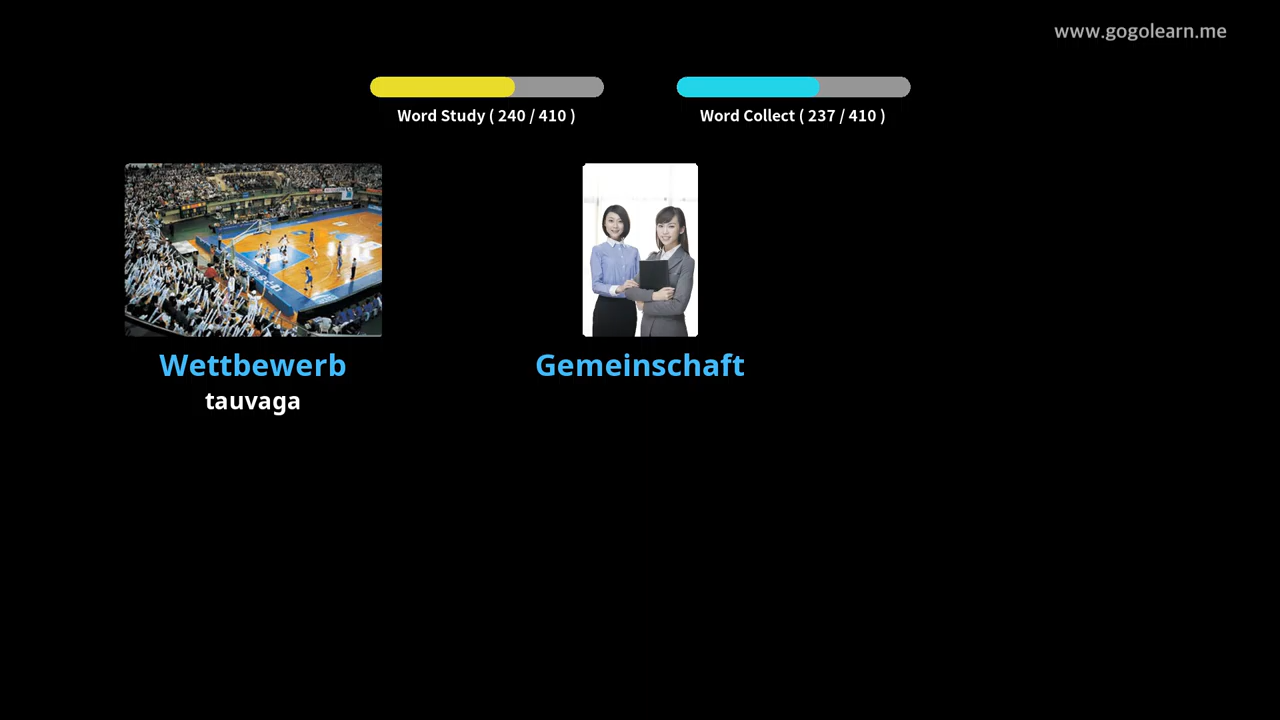 www.gogolearn.me
Word Study ( 240 / 410 )
Word Collect ( 237 / 410 )
Wettbewerb
tauvaga
Gemeinschaft